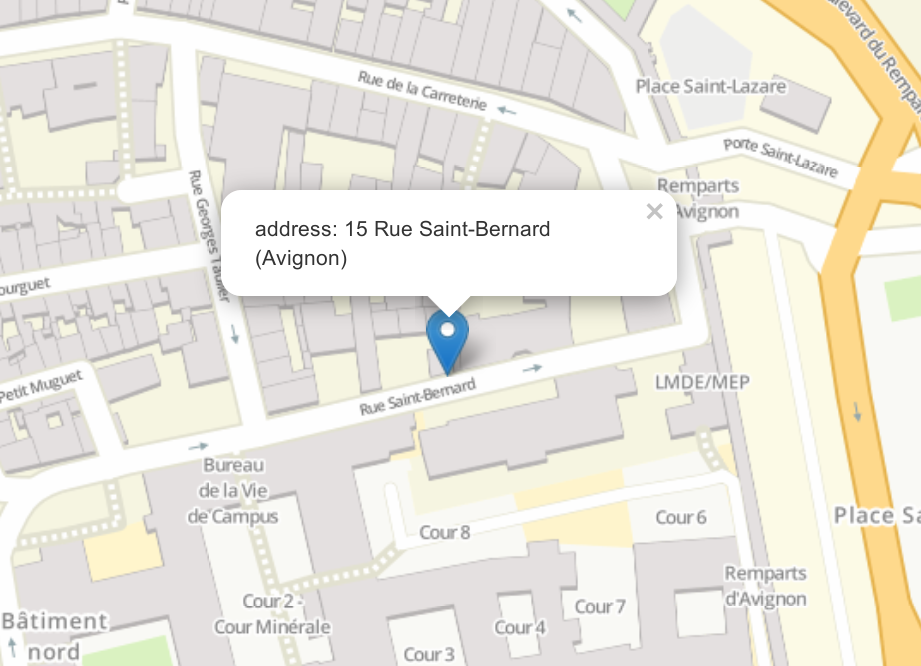 Boulevard du Rempar
Rue de la Carreterie
Place Saint-Lazare
Porte Saint-Lazare
Rue Georges Taulier
Remparts
d'Avignon
×
address: 15 Rue Saint-Bernard
(Avignon)
ourguet
Petit Muguet
Rue Saint-Bernard
LMDE/MEP
Bureau
de la Vie
de Campus
Cour 8
Cour 6
Place Sa
Remparts
d'Avignon
Cour 2 -
Cour Minérale
Cour 7
Cour 4
Cour 3
Bâtiment
nord